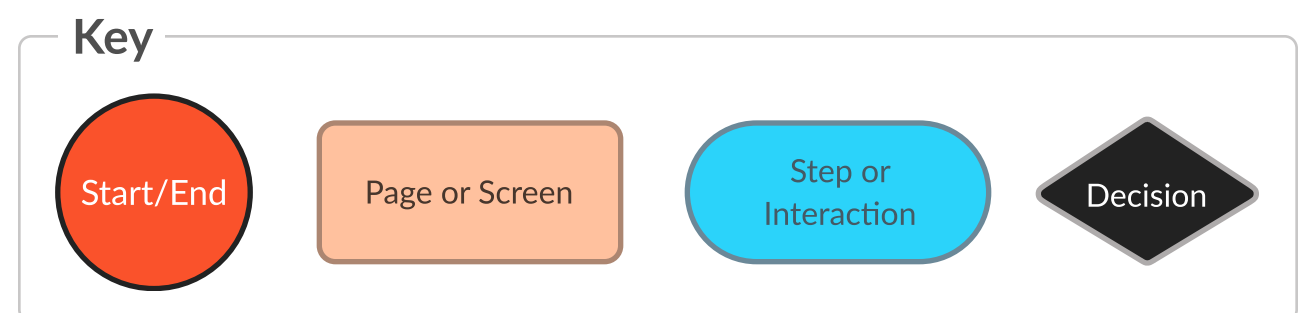 Key
Start/End
Page or Screen
Step or
Interaction
Decision